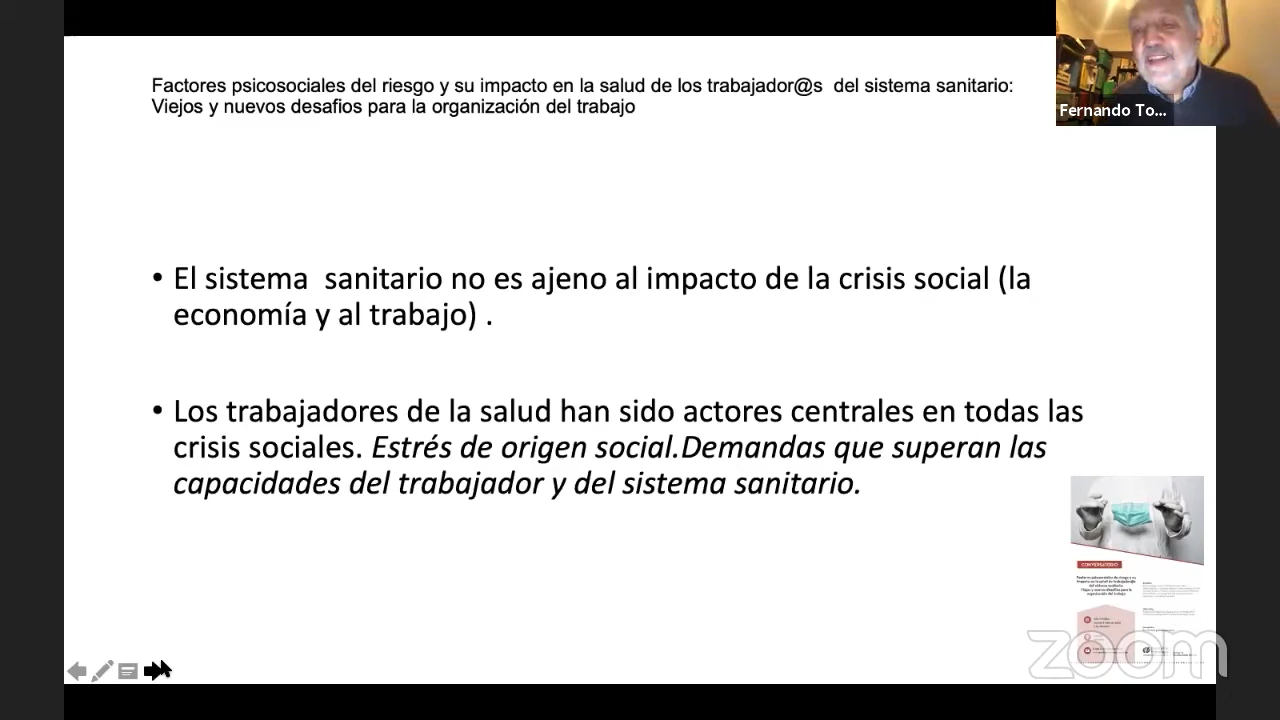 Factores psicosociales del riesgo y su impacto en la salud de los trabajador@s  del sistema sanitario:
Viejos y nuevos desafios para la organización del trabajo
Fernando To...
• El sistema  sanitario no es ajeno al impacto de la crisis social (la
economía y al trabajo) .
• Los trabajadores de la salud han sido actores centrales en todas las
crisis sociales. Estrés de origen social.Demandas que superan las
capacidades del trabajador y del sistema sanitario.
CONVERSATORIO
zoom